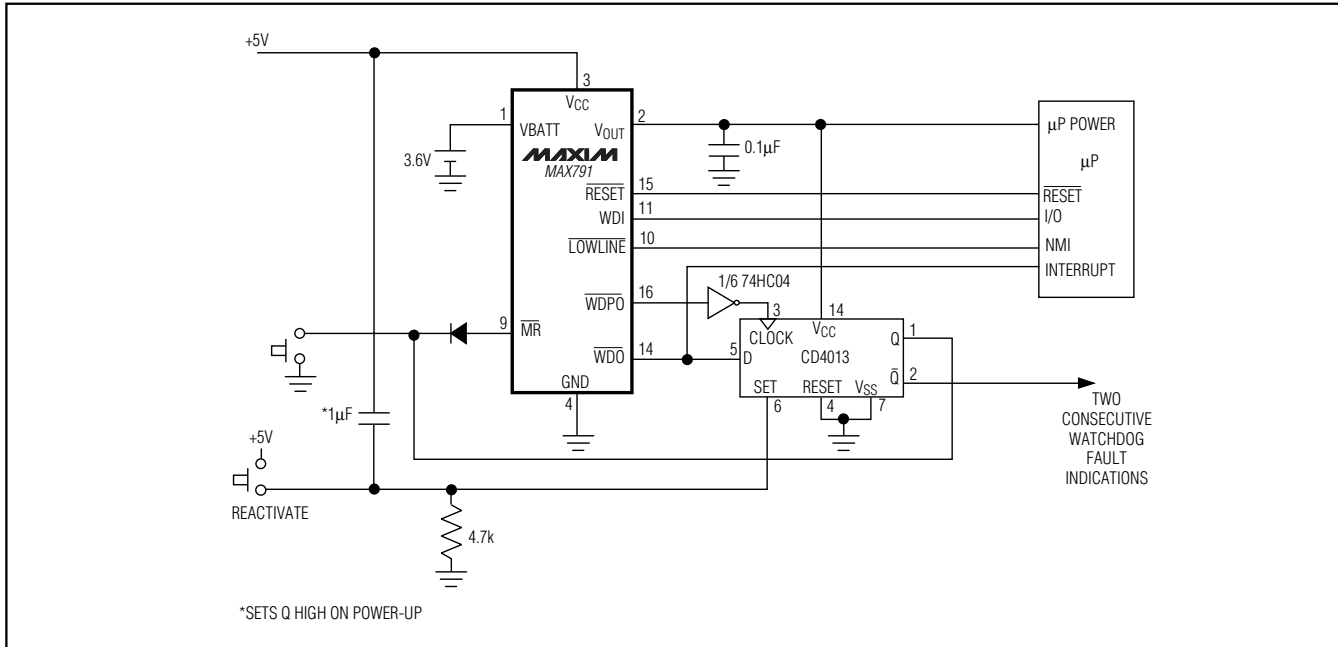 +5V
3
VCC
1
VBATT
2
VOUT
3.6V
MAXIM
MAX791
0.1µF
µP POWER
µP
RESET
15
RESET
WDI
11
I/O
LOWLINE
10
NMI
INTERRUPT
1/6 74HC04
WDPO
16
3
14
CLOCK
VCC
9
MR
WDO
14
5
D
CD4013
Q
1
Q
2
GND
4
SET
RESET
VSS
6
4
7
*1µF
TWO
CONSECUTIVE
WATCHDOG
FAULT
INDICATIONS
+5V
REACTIVATE
4.7k
*SETS Q HIGH ON POWER-UP